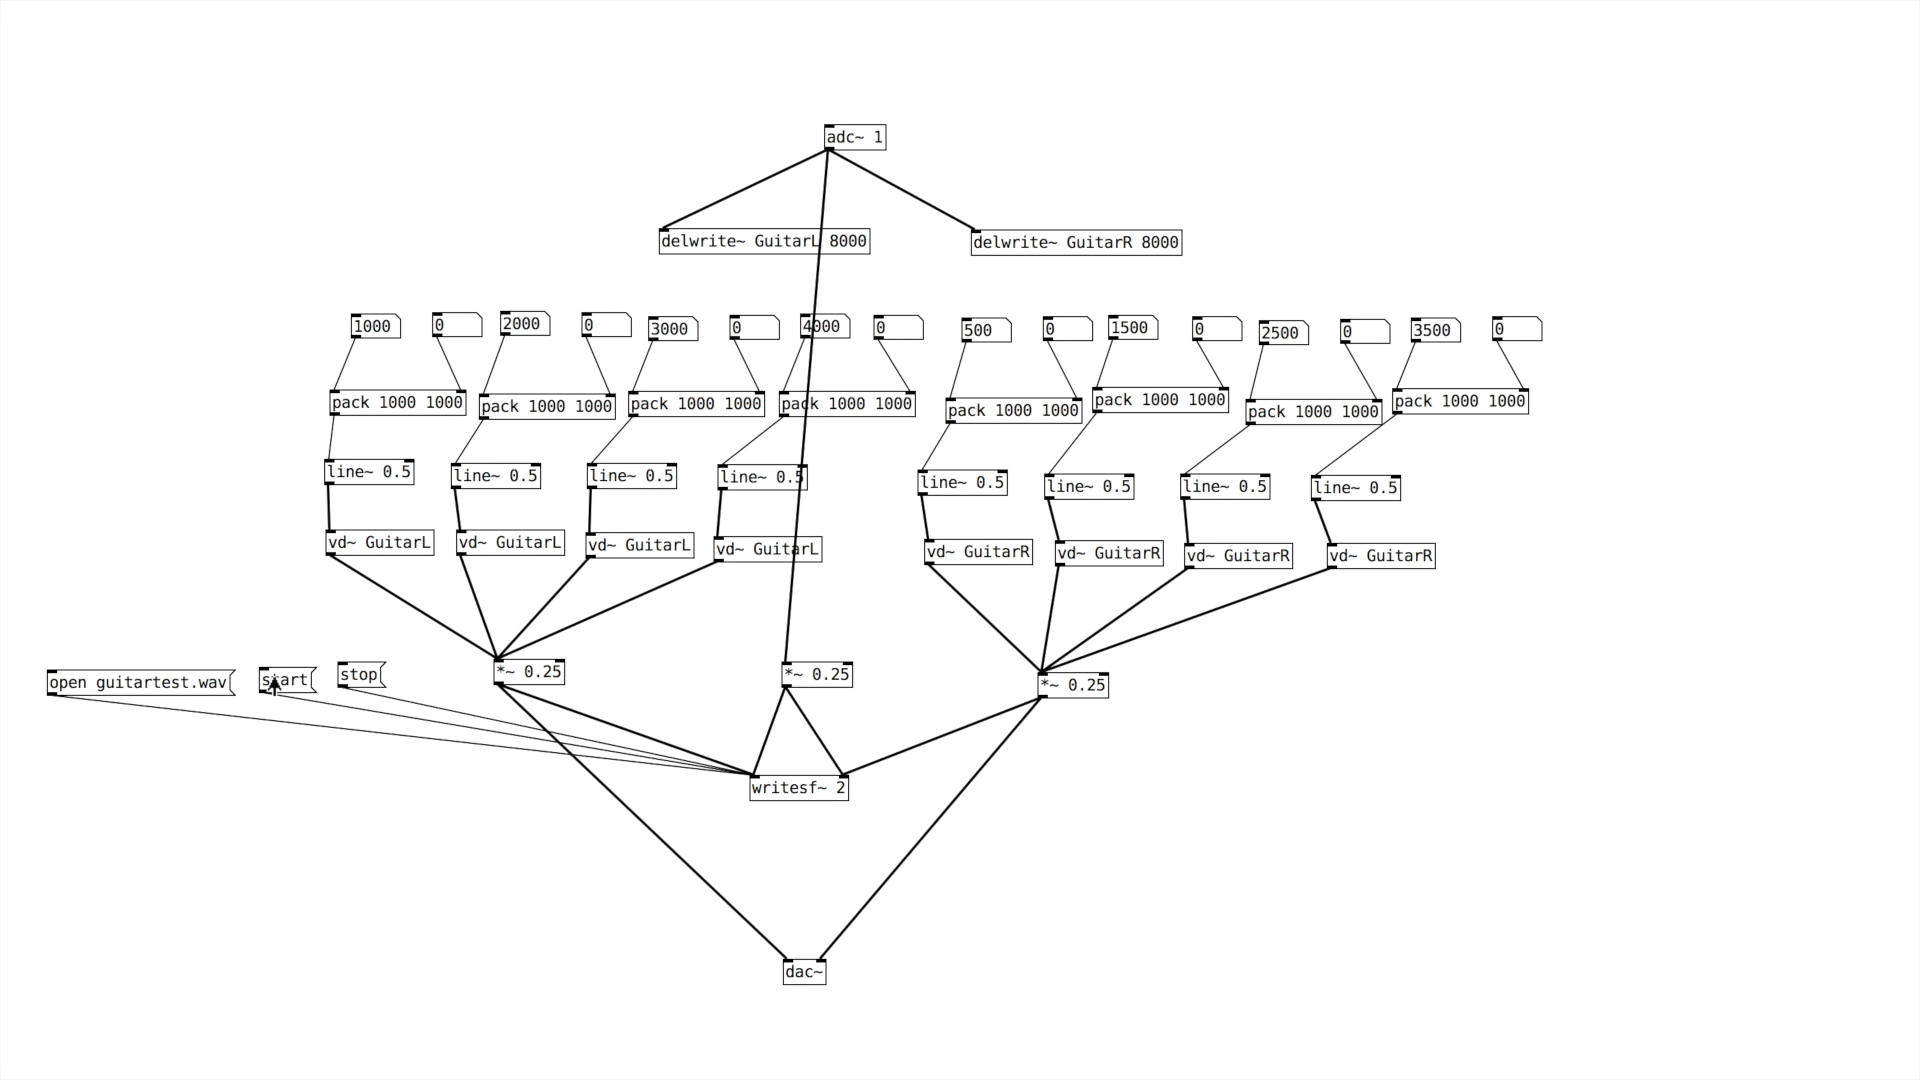 adc~ 1
delwrite~ GuitarL 8000
delwrite~ GuitarR 8000
1000
0
2000
0
3000
0
4000
0
500
0
1500
0
2500
0
3500
0
pack 1000 1000
pack 1000 1000
pack 1000 1000
pack 1000 1000
pack 1000 1000
pack 1000 1000
pack 1000 1000
pack 1000 1000
line~ 0.5
line~ 0.5
line~ 0.5
line~ 0.5
line~ 0.5
line~ 0.5
line~ 0.5
line~ 0.5
vd~ GuitarL
vd~ GuitarL
vd~ GuitarL
vd~ GuitarL
vd~ GuitarR
vd~ GuitarR
vd~ GuitarR
vd~ GuitarR
open guitartest.wav
start
stop
*~ 0.25
*~ 0.25
*~ 0.25
writesf~ 2
dac~